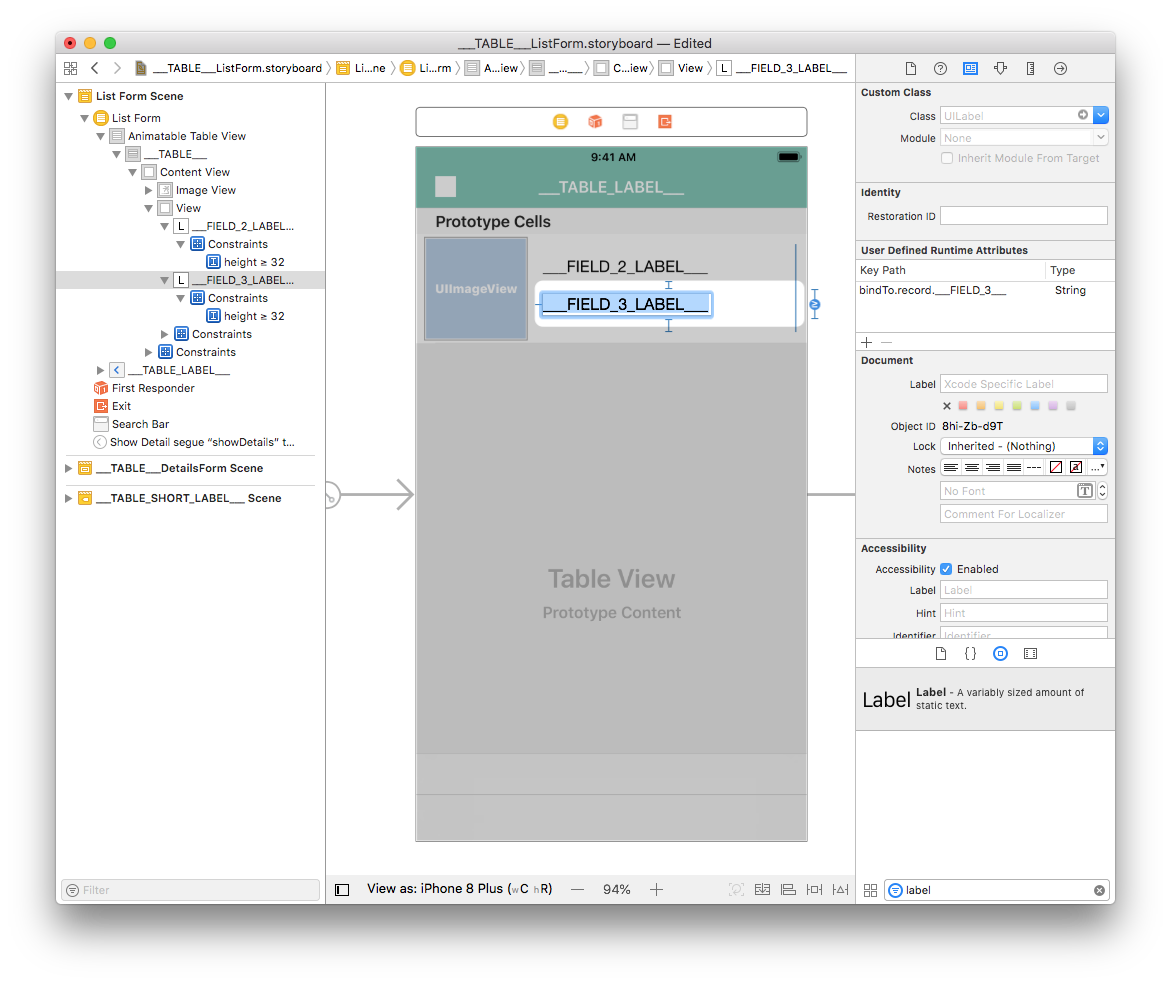 ___TABLE___ListForm.storyboard — Edited
___TABLE___ListForm.storyboard
Li...ne
Li...rm
A...iew
__...___
C...iew
View
L ___FIELD_3_LABEL___
List Form Scene
List Form
Animatable Table View
___TABLE___
Content View
Image View
View
L ___FIELD_2_LABEL...
Constraints
height ≥ 32
L ___FIELD_3_LABEL...
Constraints
height ≥ 32
Constraints
Constraints
___TABLE_LABEL___
First Responder
Exit
Search Bar
Show Detail segue “showDetails” t...
___TABLE___DetailsForm Scene
___TABLE_SHORT_LABEL___ Scene
Filter
9:41 AM
___TABLE_LABEL___
Prototype Cells
UIImageView
___FIELD_2_LABEL___
___FIELD_3_LABEL___
≥
Table View
Prototype Content
View as: iPhone 8 Plus (wC hR)
— 94% +
Custom Class
Class UILabel
Module None
Inherit Module From Target
Identity
Restoration ID
User Defined Runtime Attributes
Key Path Type
bindTo.record.___FIELD_3___ String
+ —
Document
Label Xcode Specific Label
Object ID 8hi-Zb-d9T
Lock Inherited - (Nothing)
Notes
No Font T
Comment For Localizer
Accessibility
Accessibility Enabled
Label Label
Hint Hint
Identifier Identifier
{}
Label Label - A variably sized amount of
static text.
label